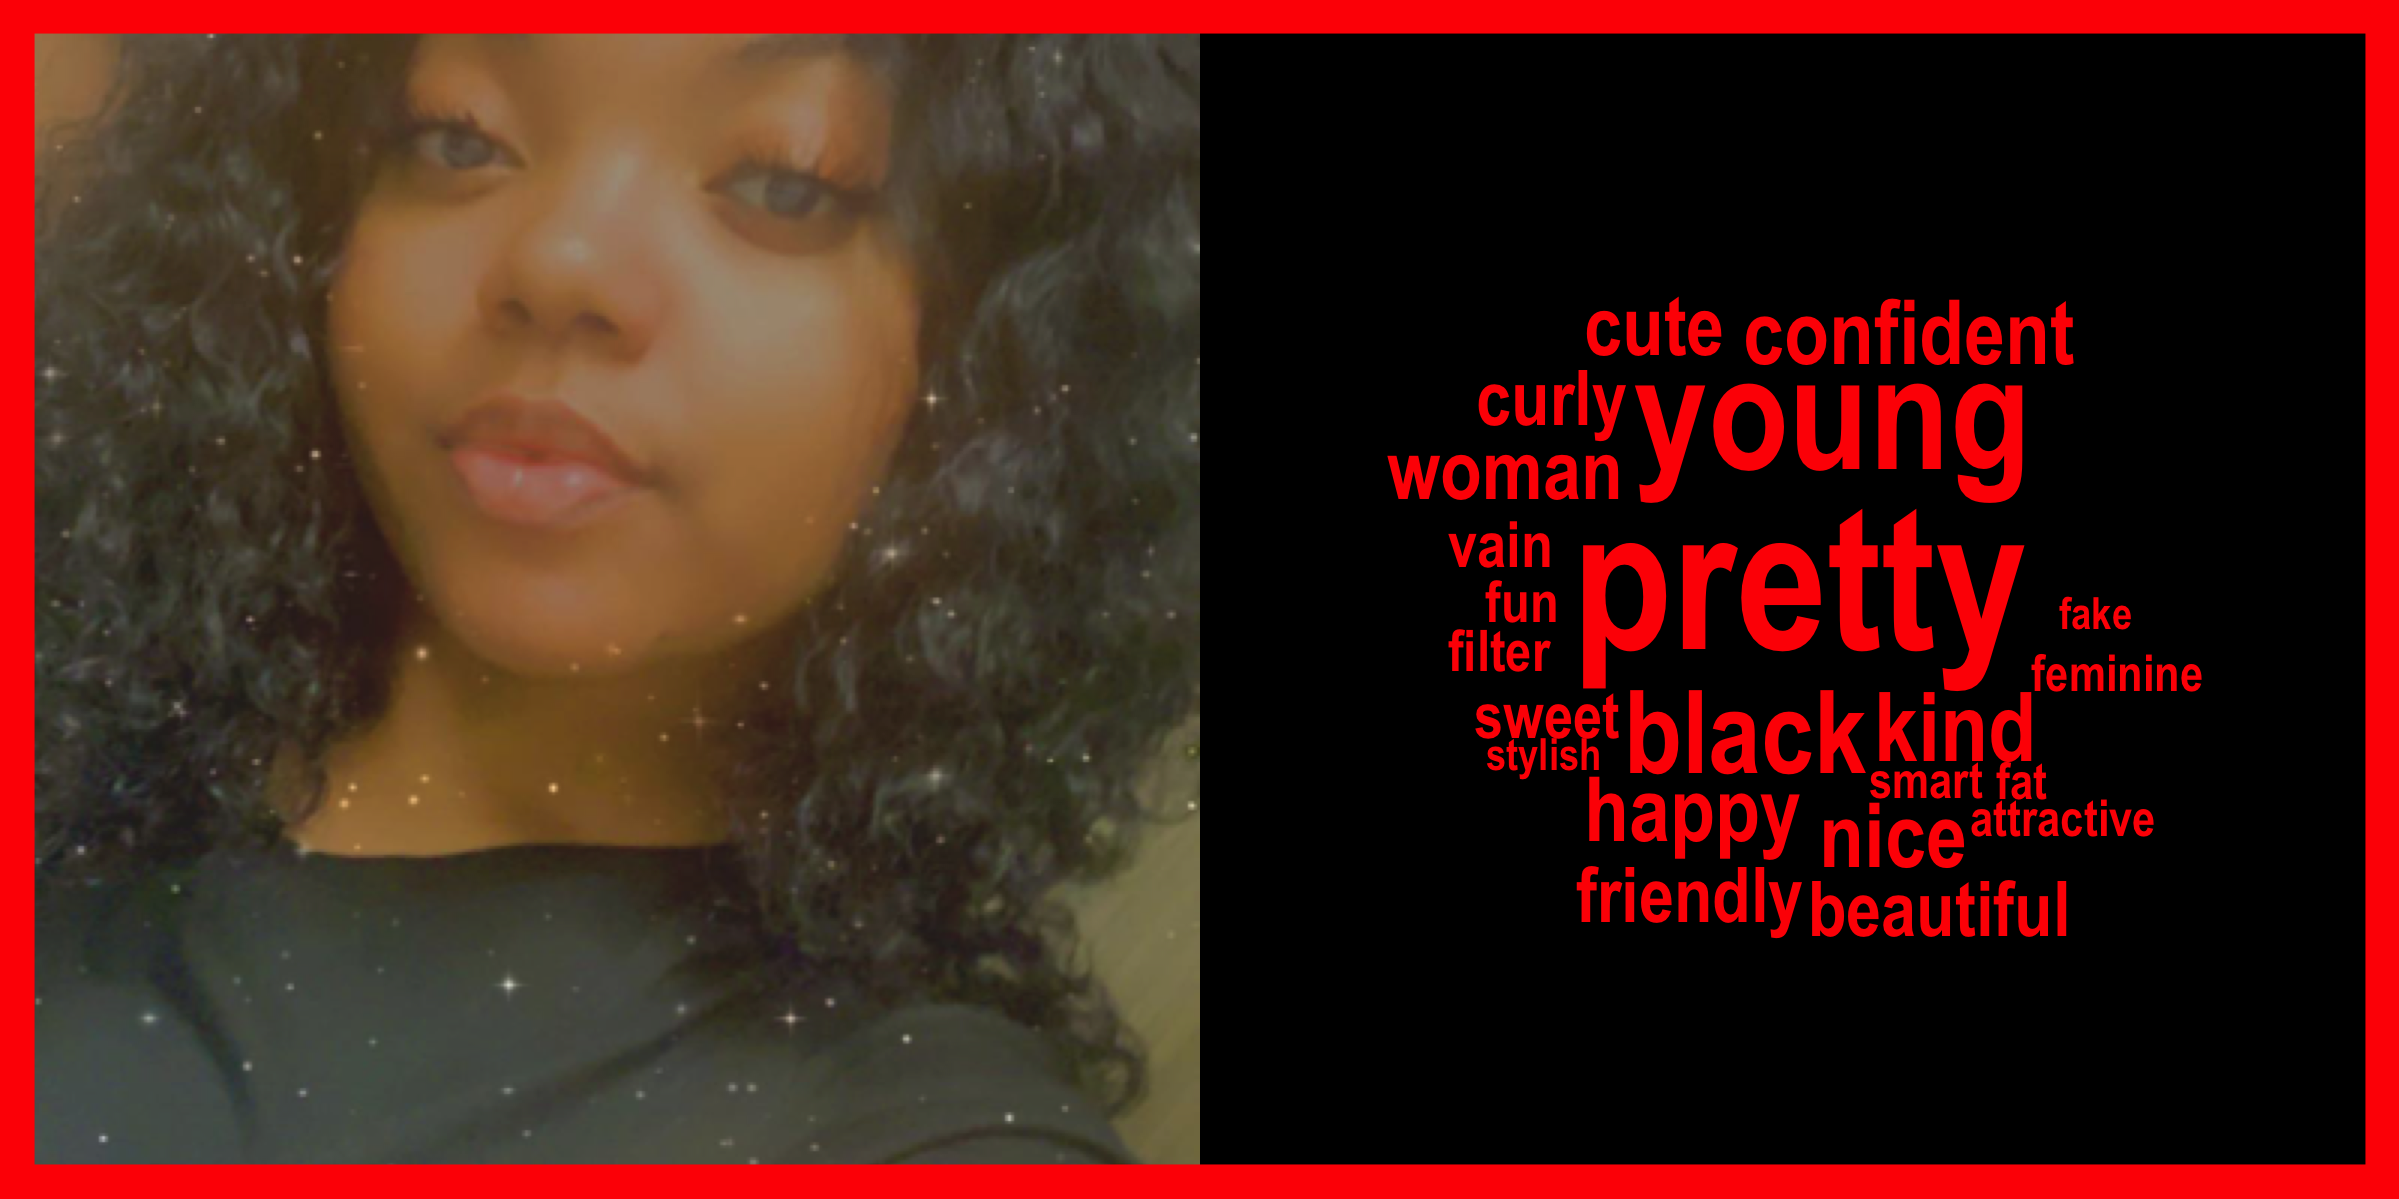 cute confident
curly young
woman
vain pretty
fun
fake
filter
feminine
sweet black kind
stylish
smart fat
happy nice attractive
friendly beautiful